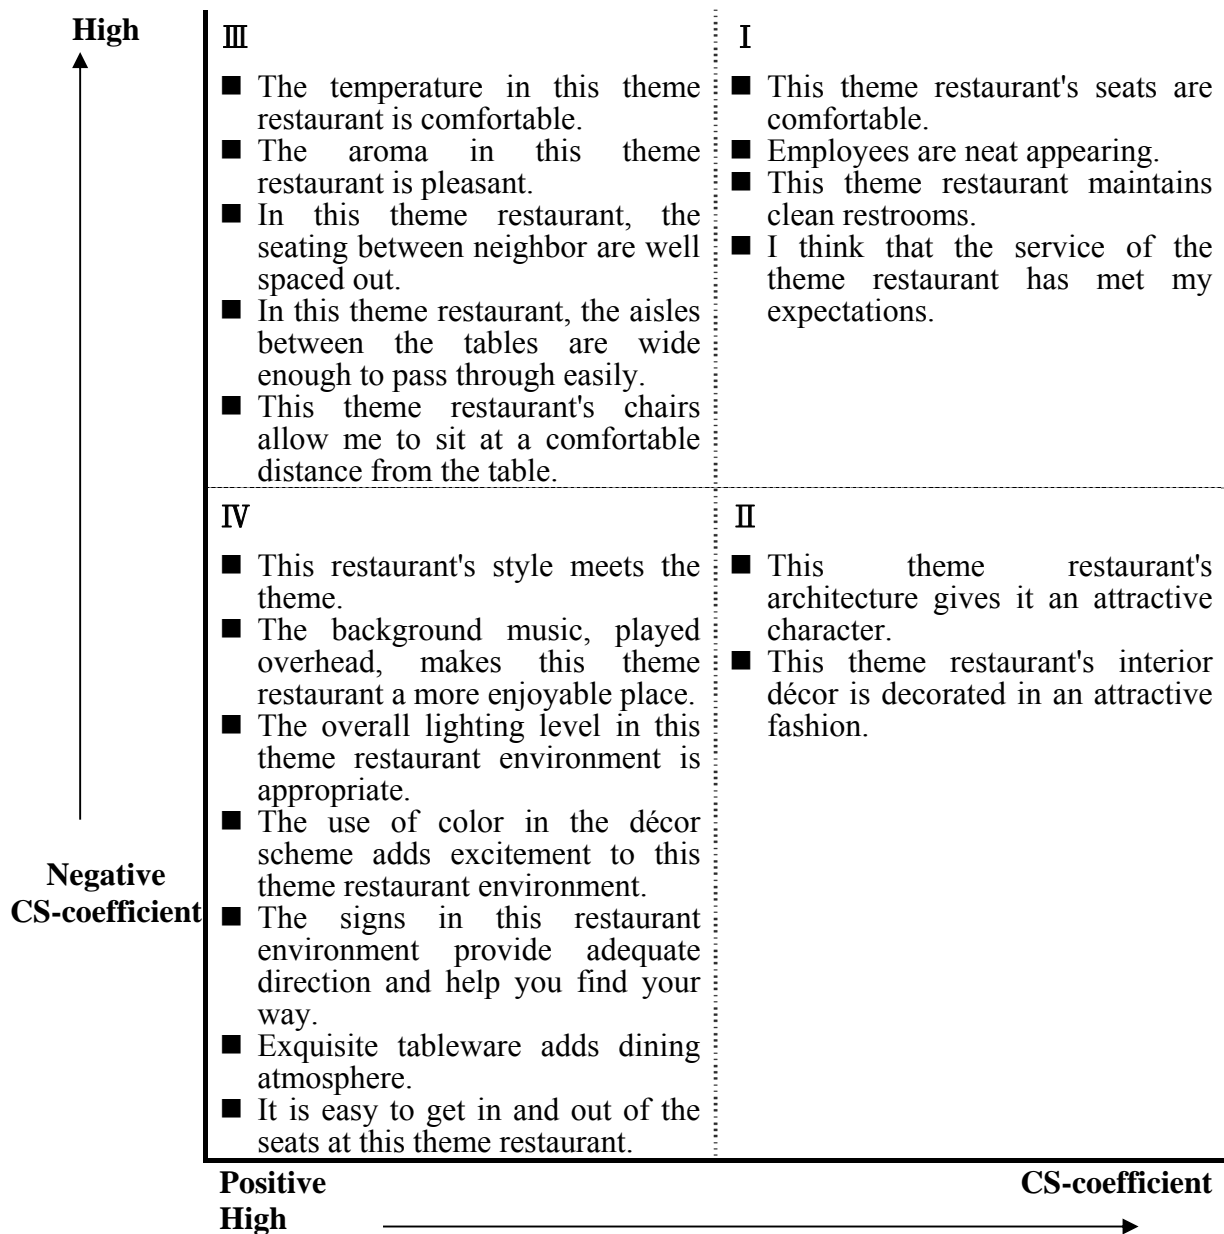 High
Ⅲ
■ The temperature in this theme
restaurant is comfortable.
■ The aroma in this theme
restaurant is pleasant.
■ In this theme restaurant, the
seating between neighbor are well
spaced out.
■ In this theme restaurant, the aisles
between the tables are wide
enough to pass through easily.
■ This theme restaurant's chairs
allow me to sit at a comfortable
distance from the table.
Ⅰ
■ This theme restaurant's seats are
comfortable.
■ Employees are neat appearing.
■ This theme restaurant maintains
clean restrooms.
■ I think that the service of the
theme restaurant has met my
expectations.
Negative
CS-coefficient
Ⅳ
■ This restaurant's style meets the
theme.
■ The background music, played
overhead, makes this theme
restaurant a more enjoyable place.
■ The overall lighting level in this
theme restaurant environment is
appropriate.
■ The use of color in the décor
scheme adds excitement to this
theme restaurant environment.
■ The signs in this restaurant
environment provide adequate
direction and help you find your
way.
■ Exquisite tableware adds dining
atmosphere.
■ It is easy to get in and out of the
seats at this theme restaurant.
Ⅱ
■ This theme restaurant's
architecture gives it an attractive
character.
■ This theme restaurant's interior
décor is decorated in an attractive
fashion.
Positive CS-coefficient
High